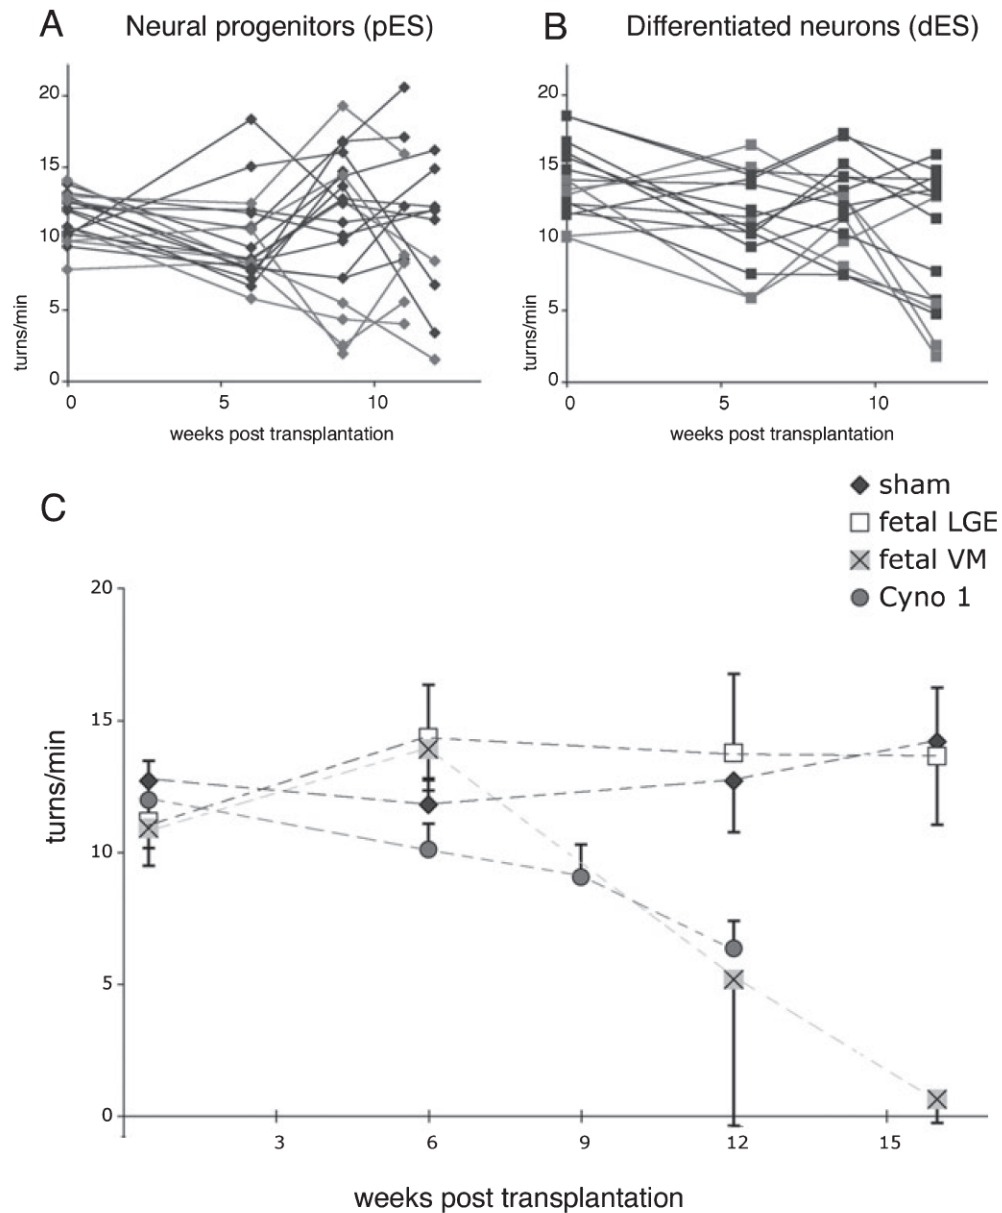 A Neural progenitors (pES)
20
15
10
5
0
turns/min
0 5 10
weeks post transplantation
B Differentiated neurons (dES)
20
15
10
5
0
turns/min
0 5 10
weeks post transplantation
C
sham
fetal LGE
fetal VM
Cyno 1
20
15
10
5
0
turns/min
3 6 9 12 15
weeks post transplantation